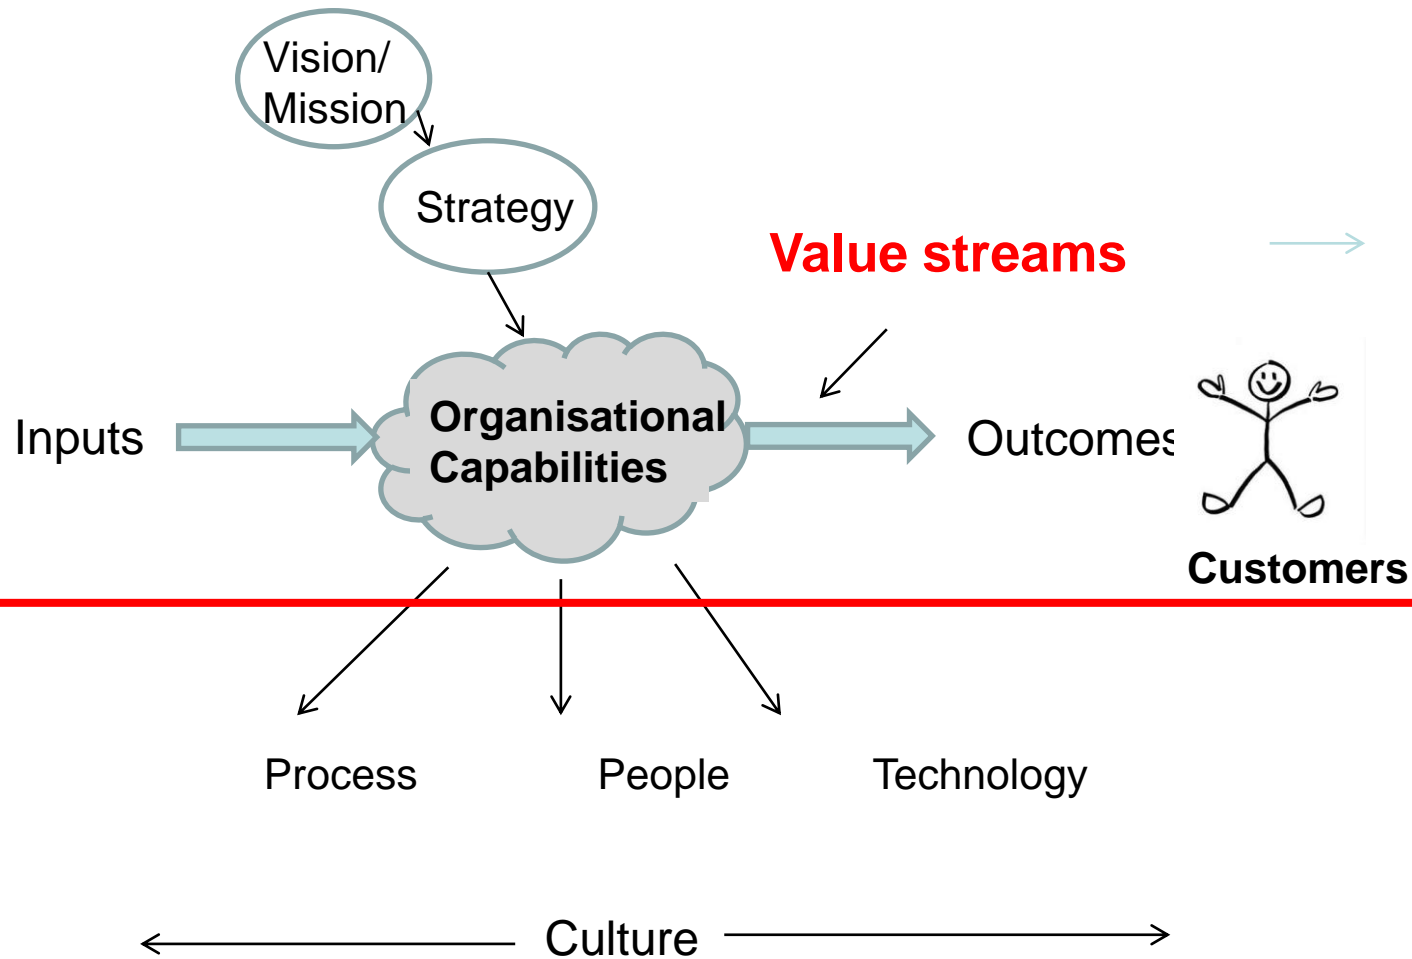 Vision/
Mission
Strategy
Value streams
Inputs
Organisational
Capabilities
Outcomes
Customers
Process
People
Technology
Culture